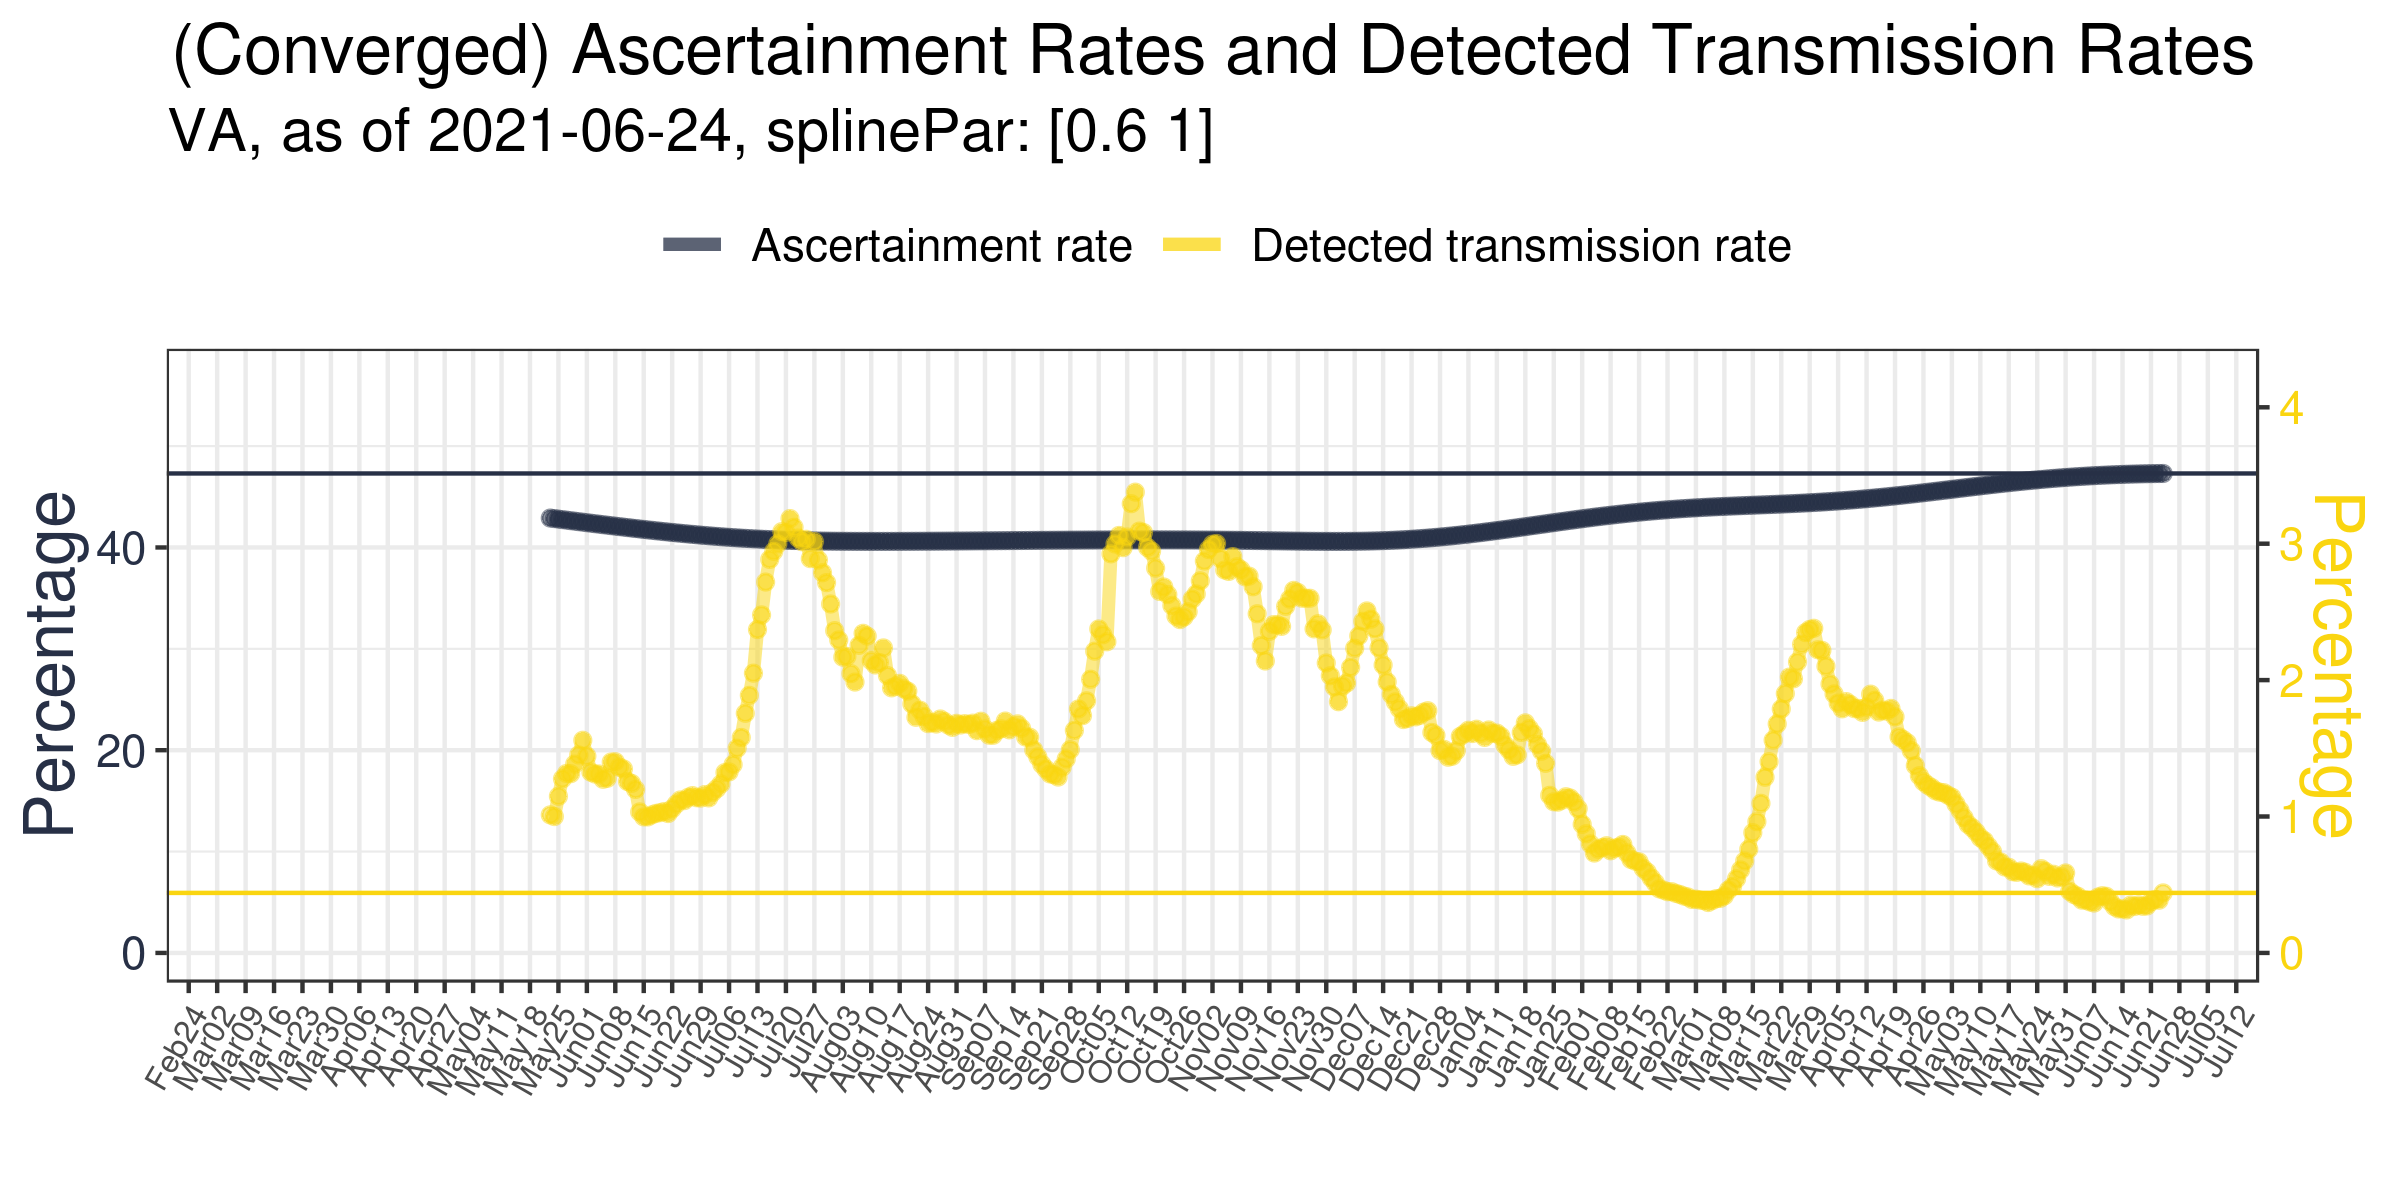 (Converged) Ascertainment Rates and Detected Transmission Rates
VA, as of 2021-06-24, splinePar: [0.6 1]
Ascertainment rate
Detected transmission rate
Percentage
40
20
0
4
3
2
1
0
Percentage
Feb24
Mar02
Mar09
Mar16
Mar23
Mar30
Apr06
Apr13
Apr20
Apr27
May04
May11
May18
May25
Jun01
Jun08
Jun15
Jun22
Jun29
Jul06
Jul13
Jul20
Jul27
Aug03
Aug10
Aug17
Aug24
Aug31
Sep07
Sep14
Sep21
Sep28
Oct05
Oct12
Oct19
Oct26
Nov02
Nov09
Nov16
Nov23
Nov30
Dec07
Dec14
Dec21
Dec28
Jan04
Jan11
Jan18
Jan25
Feb01
Feb08
Feb15
Feb22
Mar01
Mar08
Mar15
Mar22
Mar29
Apr05
Apr12
Apr19
Apr26
May03
May10
May17
May24
May31
Jun07
Jun14
Jun21
Jun28
Jul05
Jul12